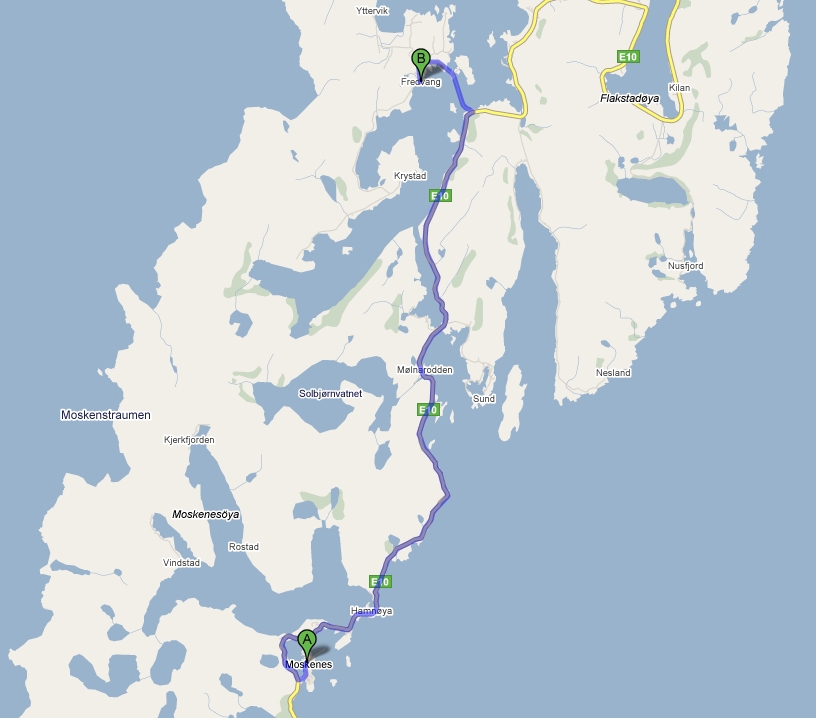 Yttervik
B
Fredvang
E10
Kilan
Flakstadøya
Krystad
E10
Nusfjord
Mølnarodden
Nesland
Solbjørnvatnet
Sund
E10
Moskenstraumen
Kjerkfjorden
Moskenesöya
Rostad
Vindstad
E10
Hamnøya
A
Moskenes